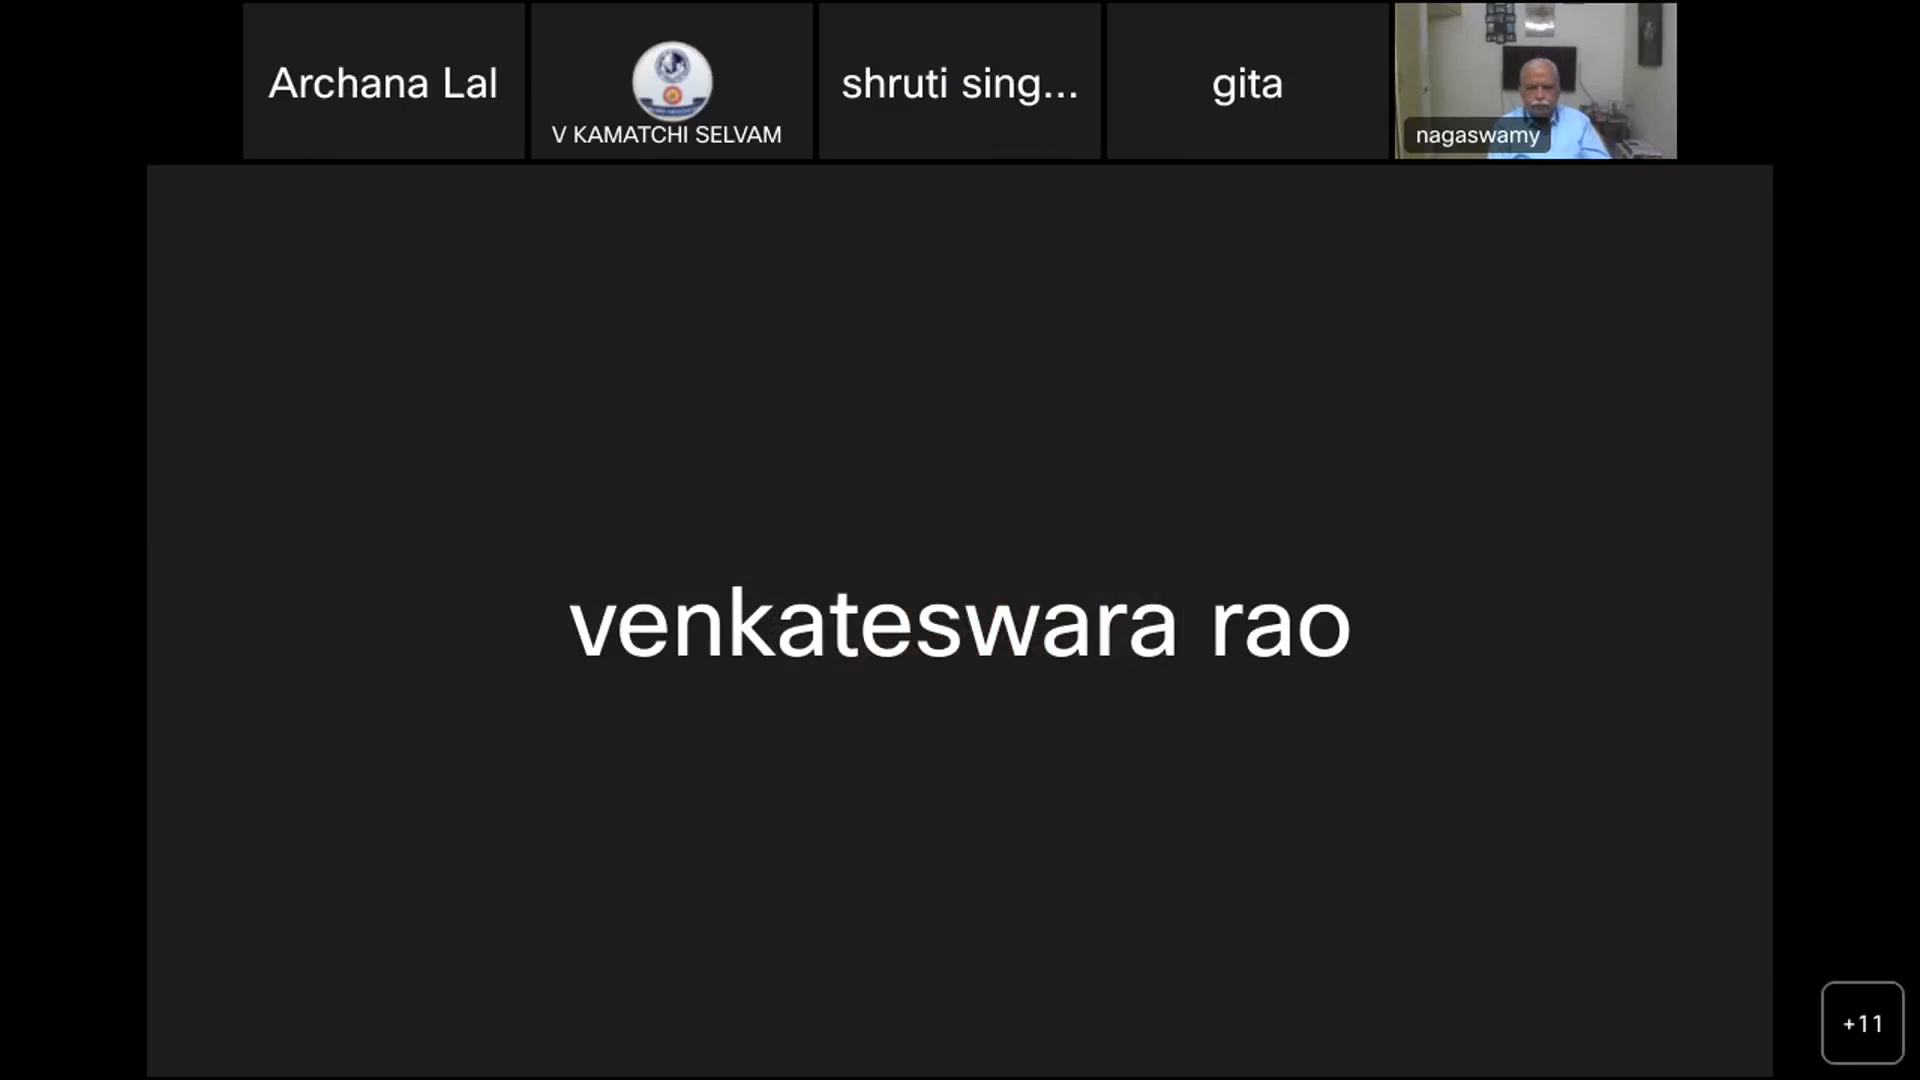 Archana Lal
V KAMATCHI SELVAM
shruti sing...
gita
nagaswamy
venkateswara rao
+11